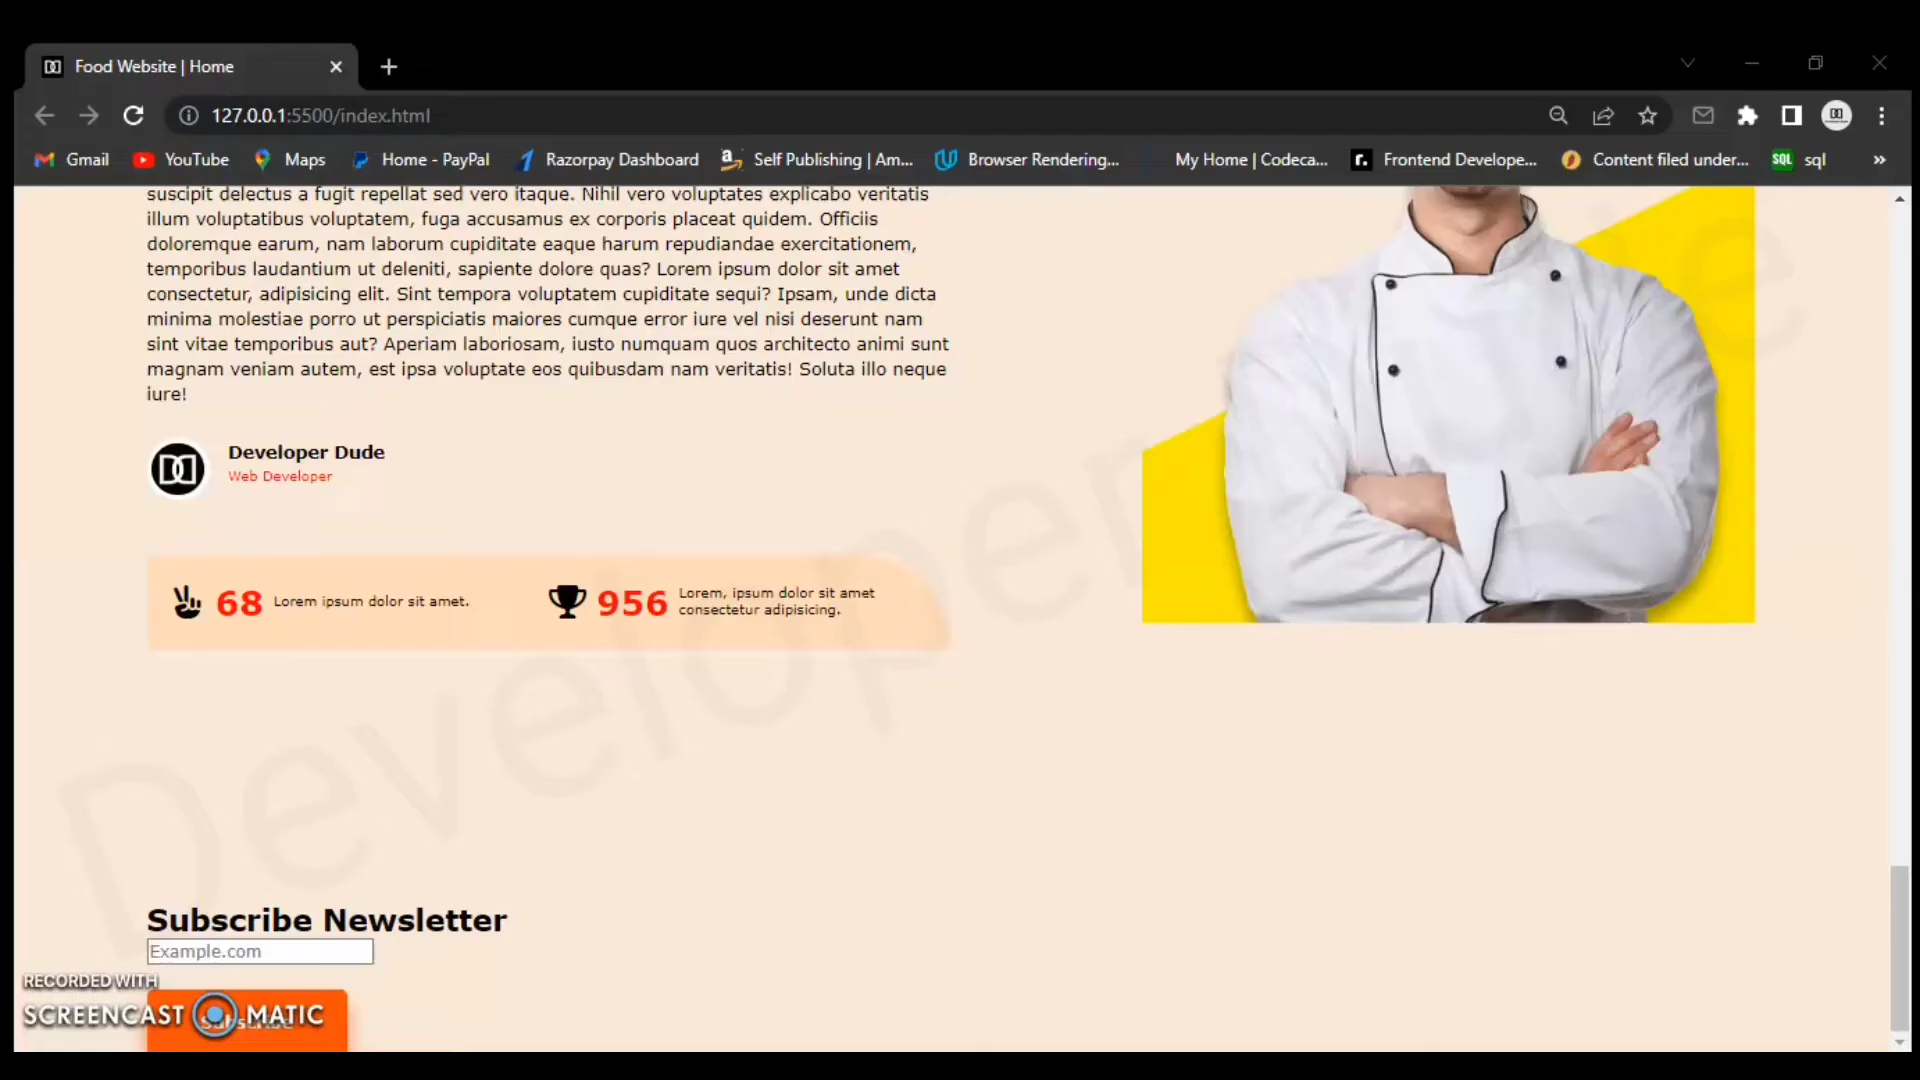 Food Website | Home
127.0.0.1:5500/index.html
Gmail YouTube Maps Home - PayPal Razorpay Dashboard Self Publishing | Am... Browser Rendering... My Home | Codeca... r. Frontend Develope... Content filed under... SQL sql »
suscipit delectus a fugit repellat sed vero itaque. Nihil vero voluptates explicabo veritatis
illum voluptatibus voluptatem, fuga accusamus ex corporis placeat quidem. Officiis
doloremque earum, nam laborum cupiditate eaque harum repudiandae exercitationem,
temporibus laudantium ut deleniti, sapiente dolore quas? Lorem ipsum dolor sit amet
consectetur, adipisicing elit. Sint tempora voluptatem cupiditate sequi? Ipsam, unde dicta
minima molestiae porro ut perspiciatis maiores cumque error iure vel nisi deserunt nam
sint vitae temporibus aut? Aperiam laboriosam, iusto numquam quos architecto animi sunt
magnam veniam autem, est ipsa voluptate eos quibusdam nam veritatis! Soluta illo neque
iure!
Developer Dude
Web Developer
68 Lorem ipsum dolor sit amet.
956 Lorem, ipsum dolor sit amet
consectetur adipisicing.
Developer
Subscribe Newsletter
Example.com
Subscribe
RECORDED WITH
SCREENCAST MATIC